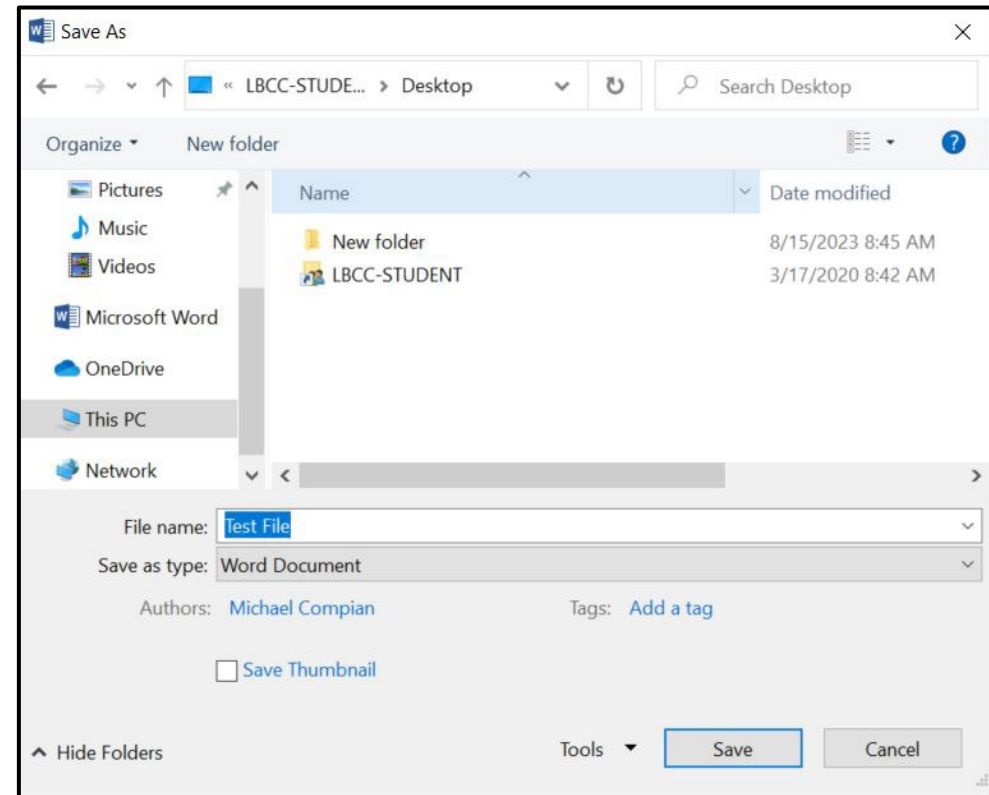 Save As
« LBCC-STUDE... > Desktop
Search Desktop
Organize
New folder
Pictures
Music
Videos
Microsoft Word
OneDrive
This PC
Network
Name
Date modified
New folder
8/15/2023 8:45 AM
LBCC-STUDENT
3/17/2020 8:42 AM
File name: Test File
Save as type: Word Document
Authors: Michael Compian
Tags: Add a tag
Save Thumbnail
Hide Folders
Tools
Save
Cancel